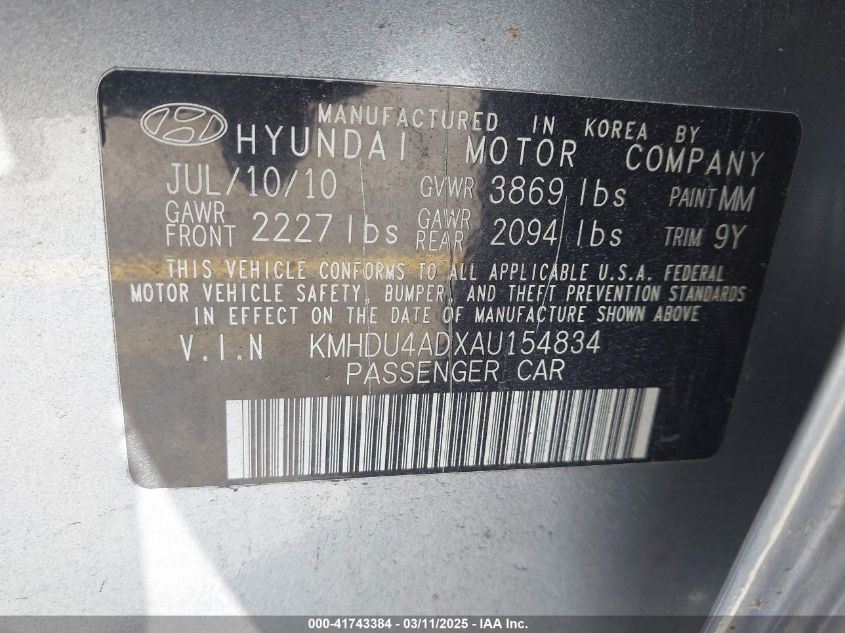 MANUFACTURED IN KOREA BY
HYUNDAI MOTOR COMPANY
JUL/10/10 GVWR 3869 lbs PAINT MM
GAWR FRONT 2227 lbs GAWR REAR 2094 lbs TRIM 9Y
THIS VEHICLE CONFORMS TO ALL APPLICABLE U.S.A. FEDERAL
MOTOR VEHICLE SAFETY, BUMPER, AND THEFT PREVENTION STANDARDS
IN EFFECT ON THE DATE OF MANUFACTURE SHOWN ABOVE
V.I.N KMHDU4ADXAU154834
PASSENGER CAR
000-41743384 - 03/11/2025 - IAA Inc.